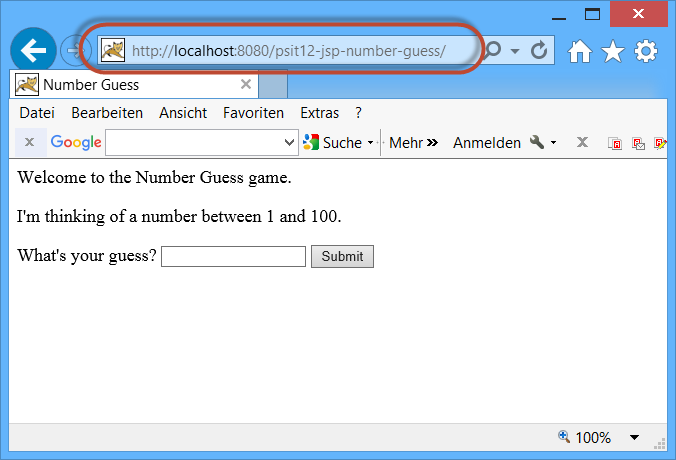 http://localhost:8080/psit12-jsp-number-guess/
Number Guess
Datei Bearbeiten Ansicht Favoriten Extras ?
x Google Suche Mehr Anmelden x
Welcome to the Number Guess game.
I'm thinking of a number between 1 and 100.
What's your guess? Submit
100%